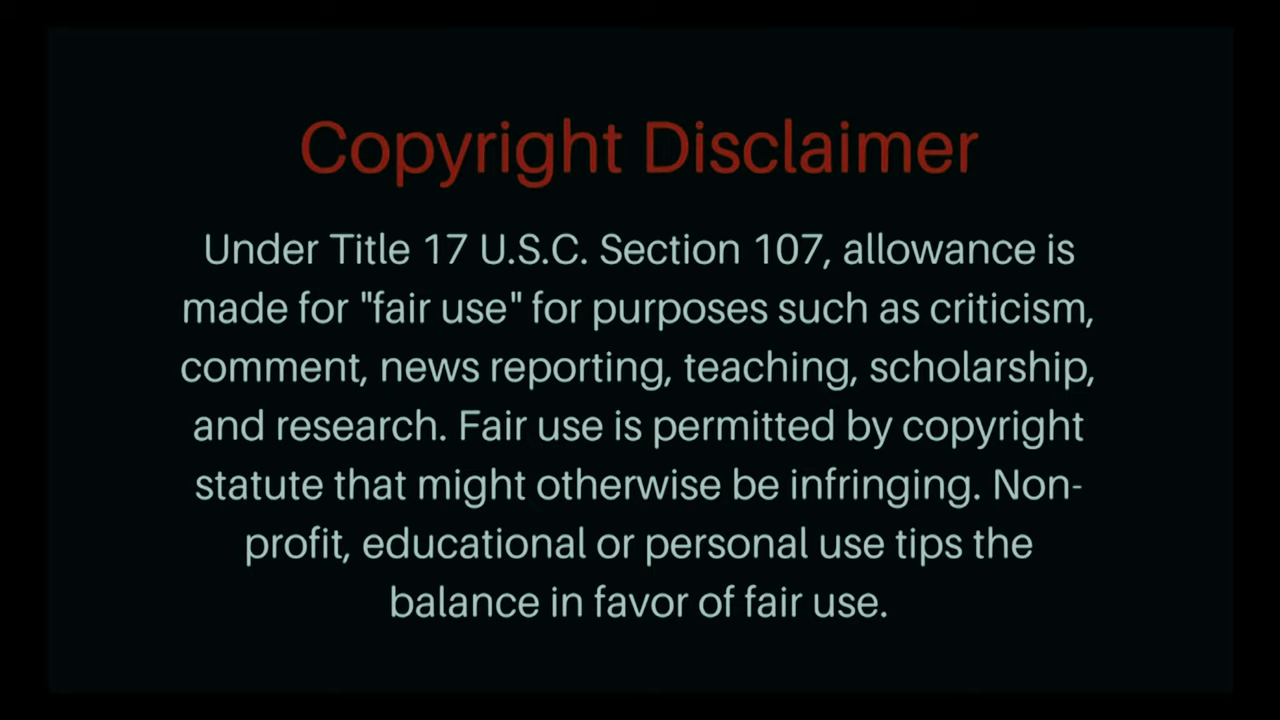 Copyright Disclaimer
Under Title 17 U.S.C. Section 107, allowance is
made for "fair use" for purposes such as criticism,
comment, news reporting, teaching, scholarship,
and research. Fair use is permitted by copyright
statute that might otherwise be infringing. Non-
profit, educational or personal use tips the
balance in favor of fair use.